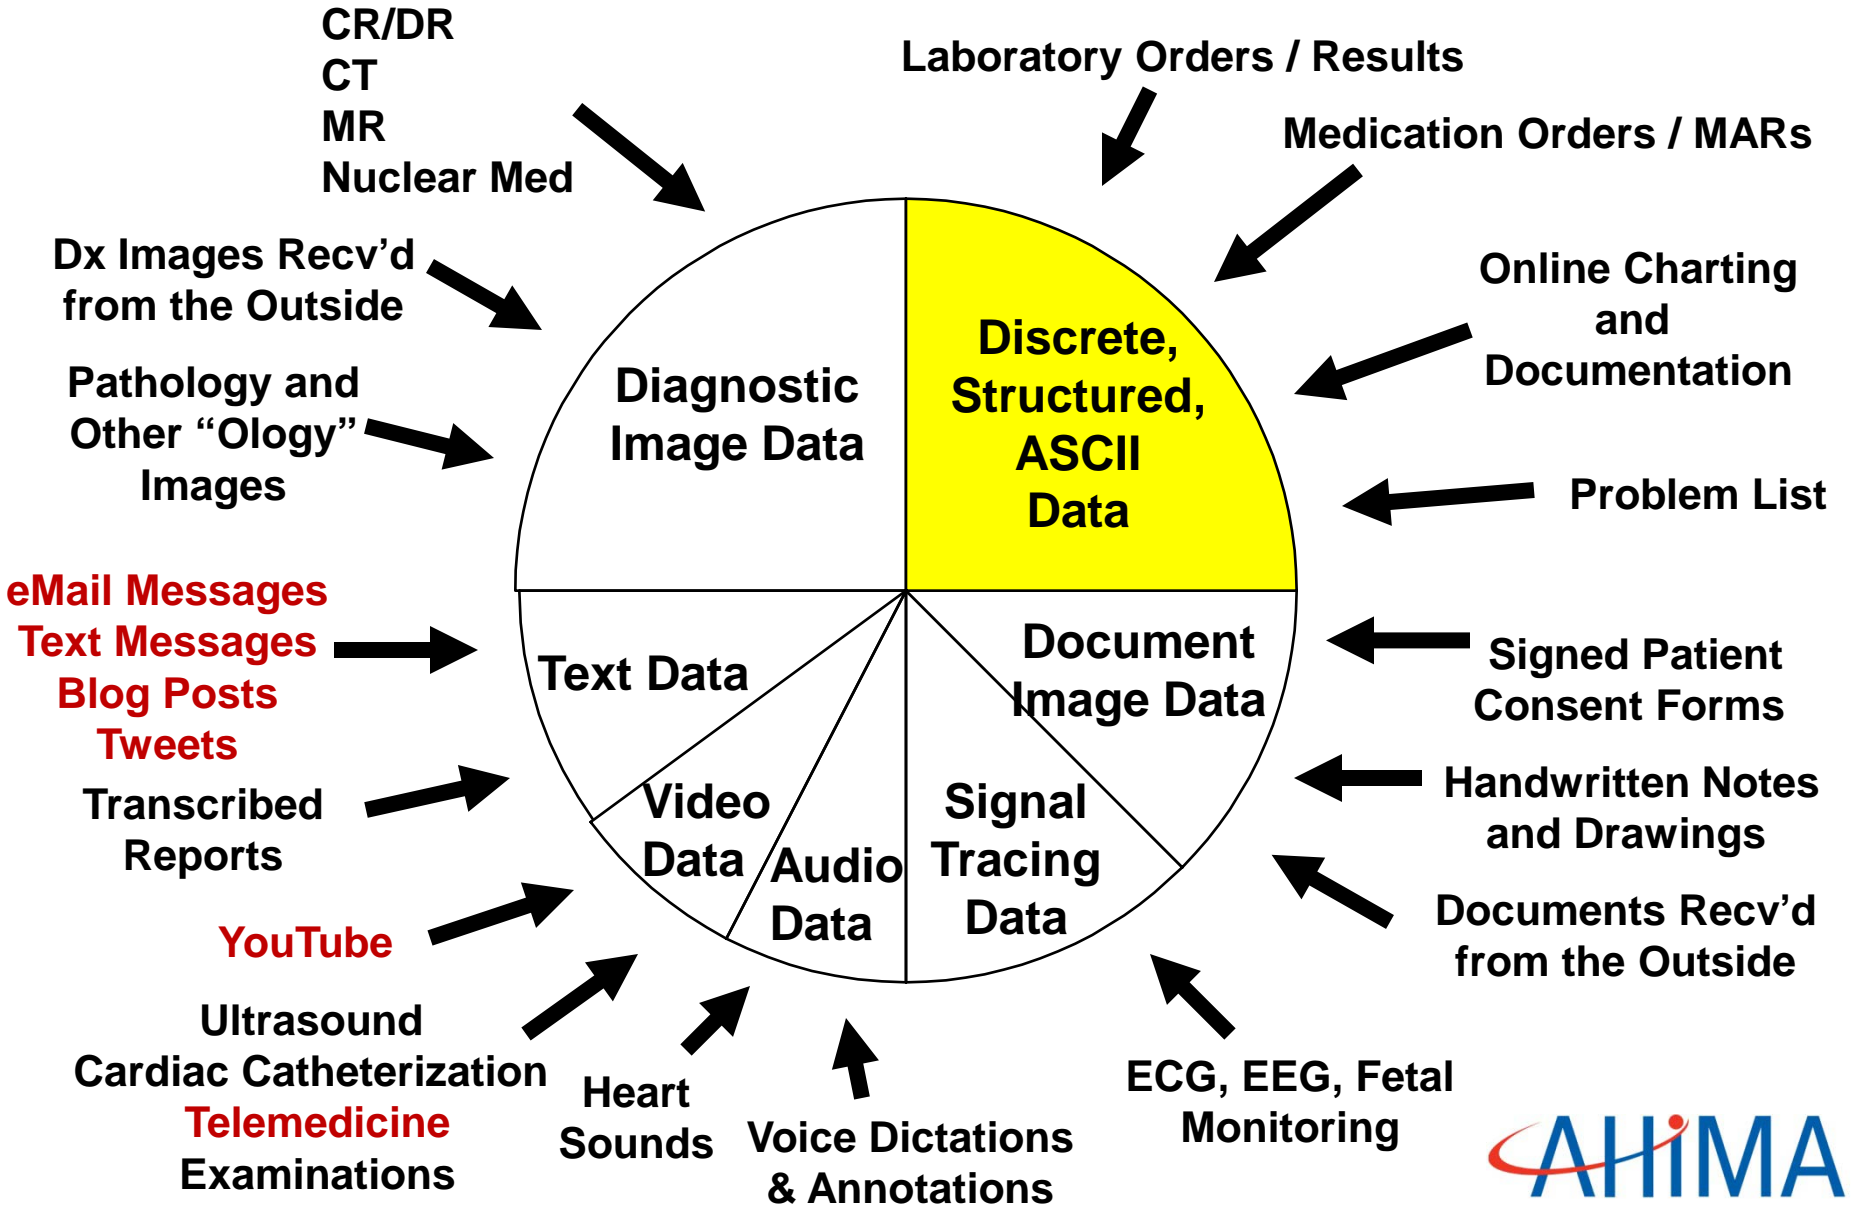 CR/DR
CT
MR
Nuclear Med
Laboratory Orders / Results
Medication Orders / MARs
Dx Images Recv’d
from the Outside
Online Charting
and
Documentation
Pathology and
Other “Ology”
Images
Diagnostic
Image Data
Discrete,
Structured,
ASCII
Data
Problem List
eMail Messages
Text Messages
Blog Posts
Tweets
Text Data
Document
Image Data
Signed Patient
Consent Forms
Transcribed
Reports
Video
Data
Audio
Data
Signal
Tracing
Data
Handwritten Notes
and Drawings
YouTube
Documents Recv’d
from the Outside
Ultrasound
Cardiac Catheterization
Telemedicine
Examinations
Heart
Sounds
Voice Dictations
& Annotations
ECG, EEG, Fetal
Monitoring
AHiMA